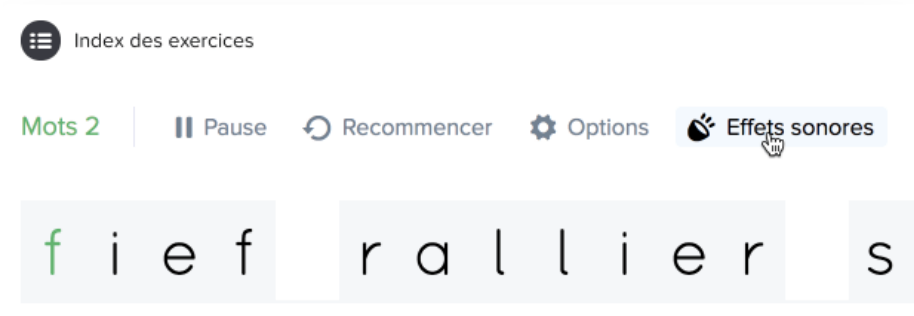 Index des exercices
Mots 2 Pause Recommencer Options Effets sonores
fief rallier s